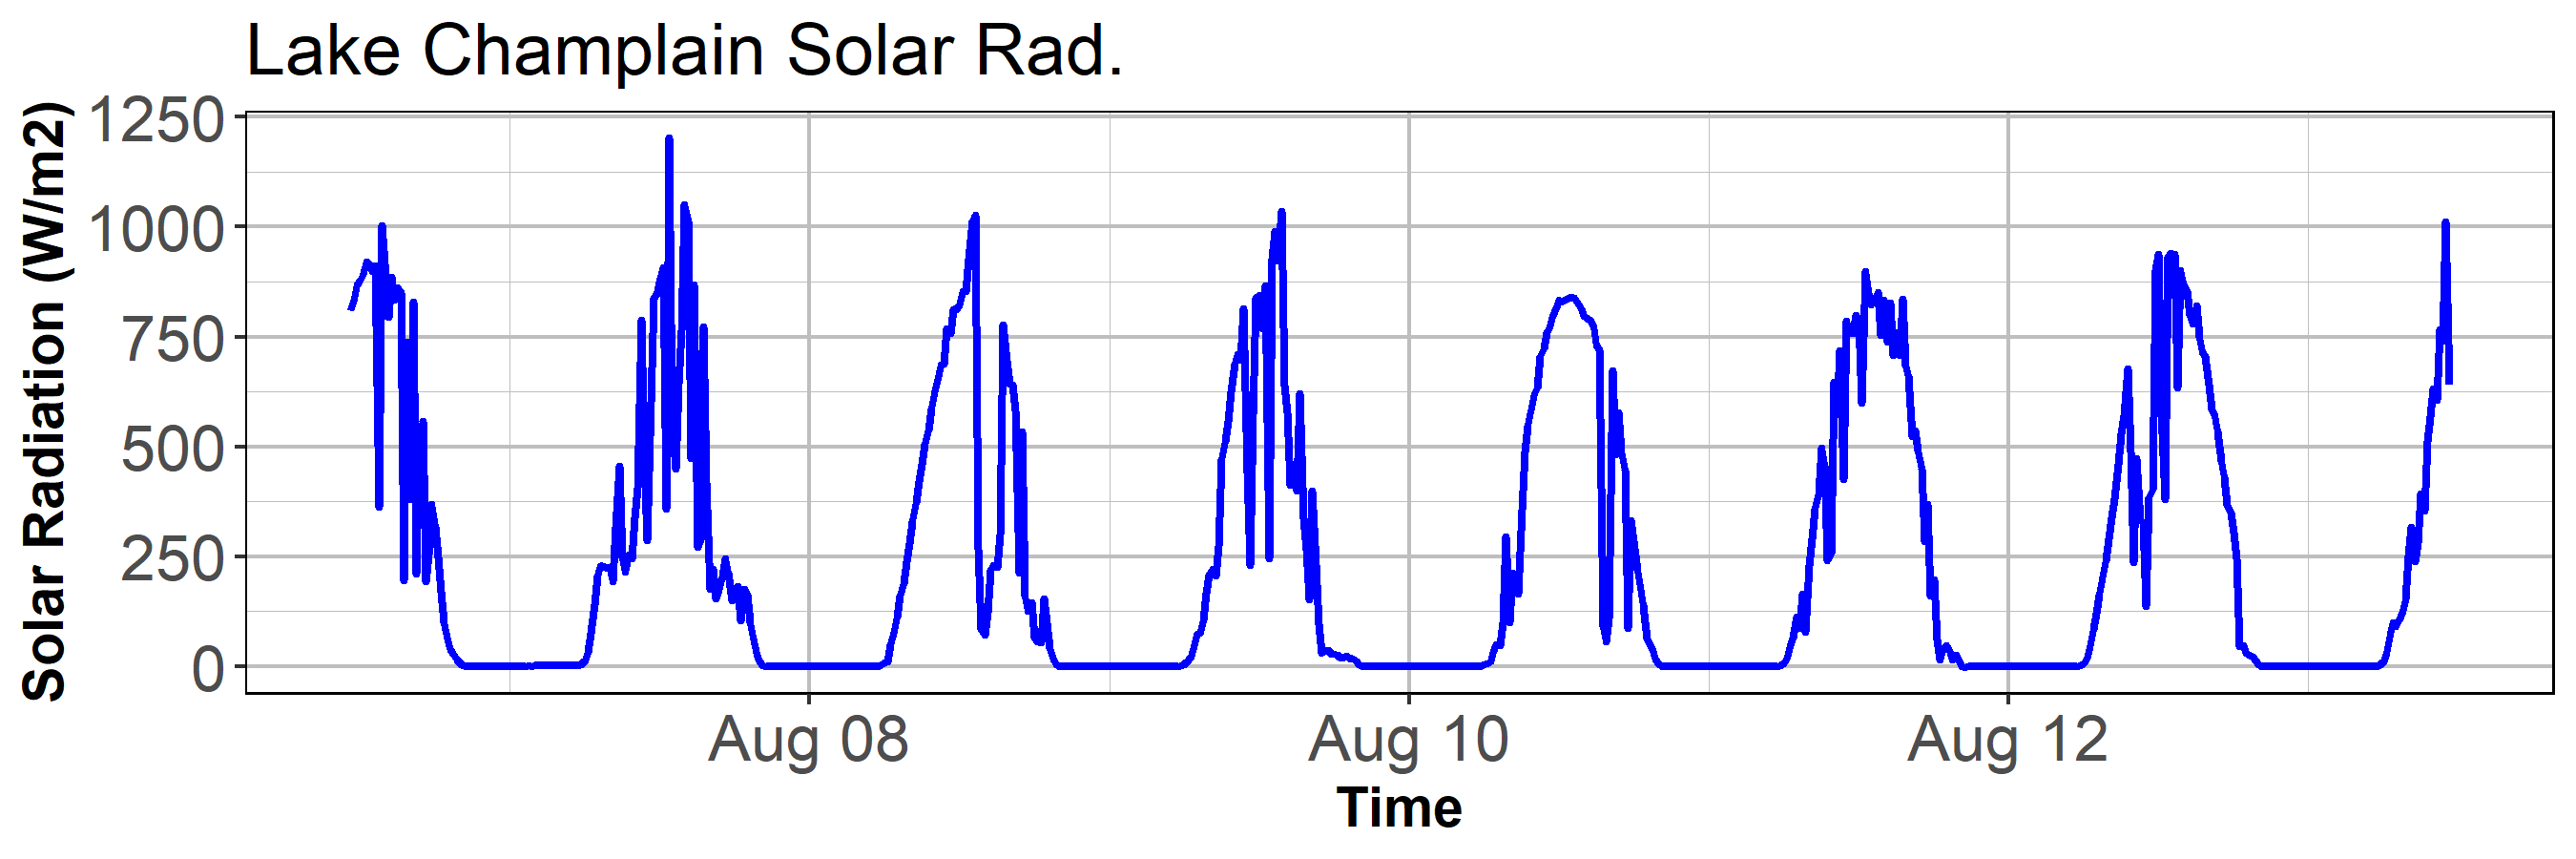 Lake Champlain Solar Rad.
Solar Radiation (W/m2)
1250
1000
750
500
250
0
Aug 08
Aug 10
Aug 12
Time